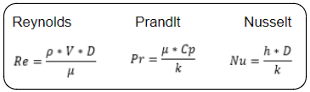 Reynolds Prandlt Nusselt
Re = ρ * V * D / μ Pr = μ * Cp / k Nu = h * D / k